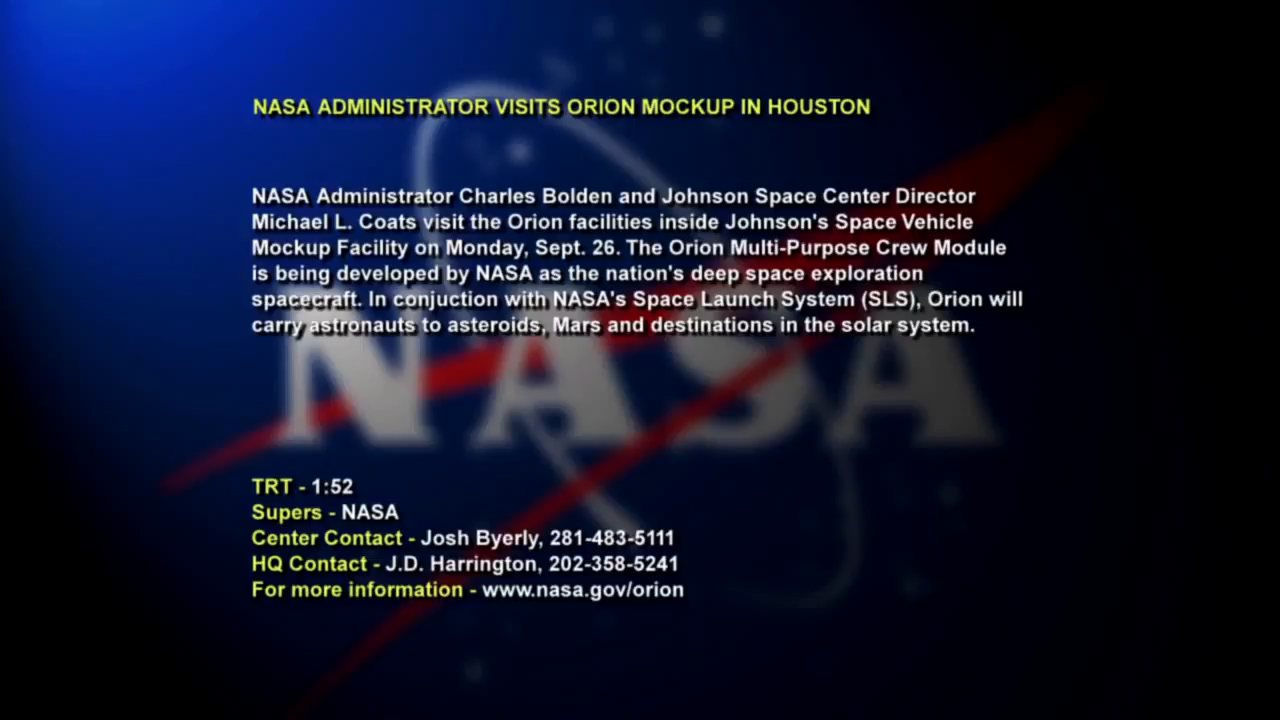 NASA ADMINISTRATOR VISITS ORION MOCKUP IN HOUSTON
NASA Administrator Charles Bolden and Johnson Space Center Director
Michael L. Coats visit the Orion facilities inside Johnson's Space Vehicle
Mockup Facility on Monday, Sept. 26. The Orion Multi-Purpose Crew Module
is being developed by NASA as the nation's deep space exploration
spacecraft. In conjuction with NASA's Space Launch System (SLS), Orion will
carry astronauts to asteroids, Mars and destinations in the solar system.
NASA
TRT - 1:52
Supers - NASA
Center Contact - Josh Byerly, 281-483-5111
HQ Contact - J.D. Harrington, 202-358-5241
For more information - www.nasa.gov/orion